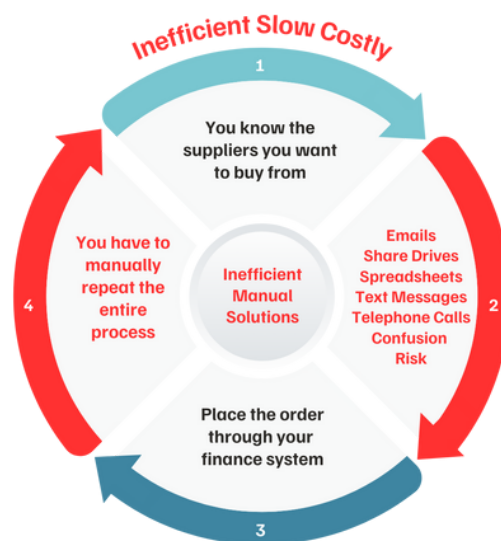 Inefficient Slow Costly
1
You know the
suppliers you want
to buy from
Emails
Share Drives
Spreadsheets
Text Messages
Telephone Calls
Confusion
Risk
2
Place the order
through your
finance system
3
You have to
manually
repeat the
entire
process
4
Inefficient
Manual
Solutions